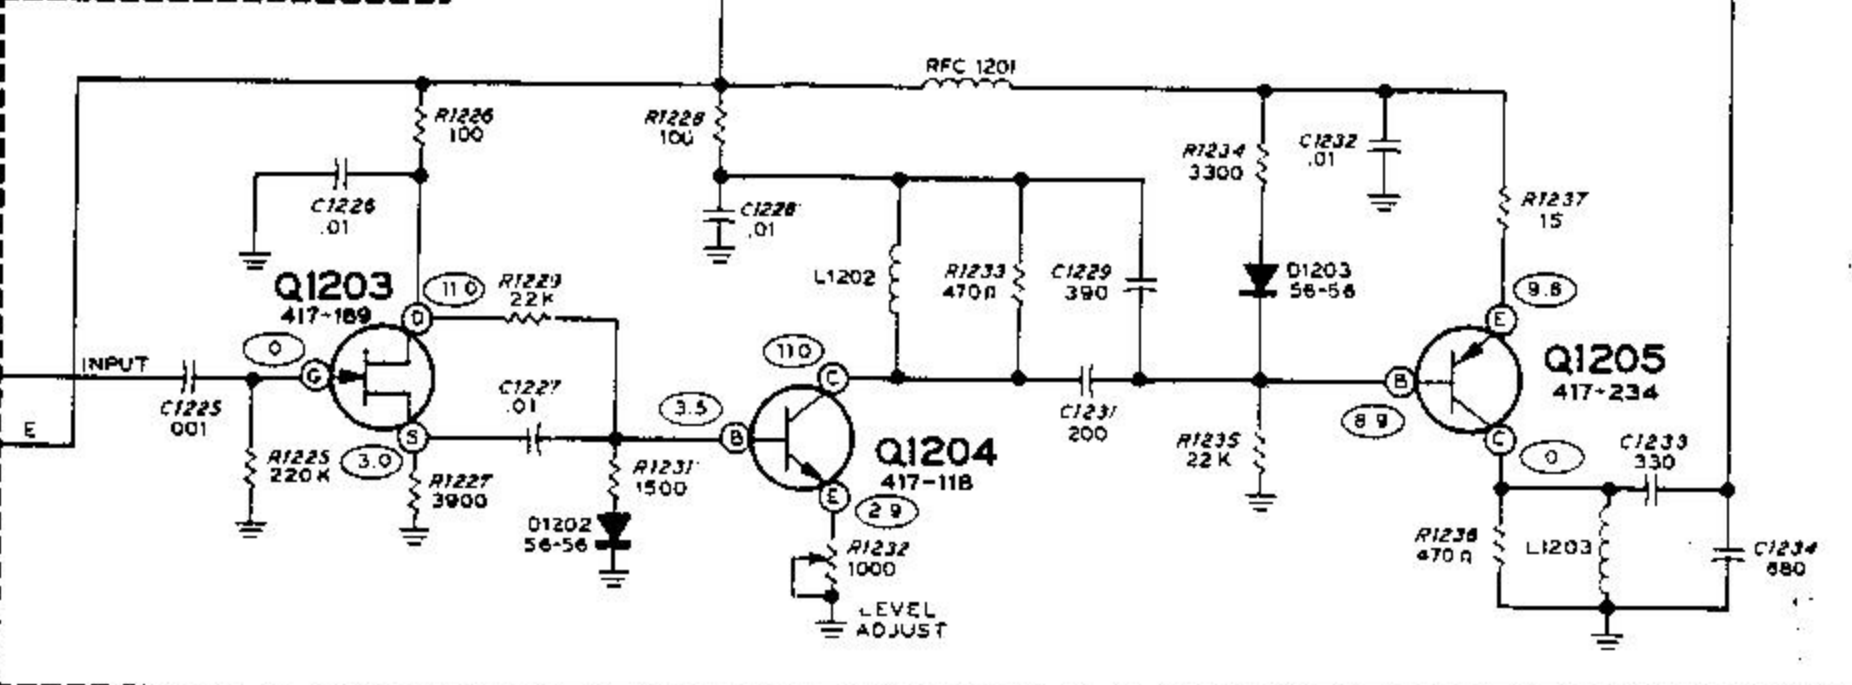 RFC 1201
R1226
100
R1228
100
R1234
3300
C1232
.01
C1226
.01
C1228
.01
R1237
15
Q1203
417-169
11 0
R1229
22K
L1202
R1233
470Ω
C1229
390
D1203
56-56
9.8
E
D
0
INPUT
G
C1225
001
E
C1227
.01
3.5
B
11 0
C
C1231
200
B
8 9
Q1205
417-234
S
3.0
R1225
220K
R1227
3900
R1231
1500
Q1204
417-118
E
2 9
R1235
22K
C
0
C1233
330
D1202
56-56
R1232
1000
LEVEL
ADJUST
R1236
470Ω
L1203
C1234
680